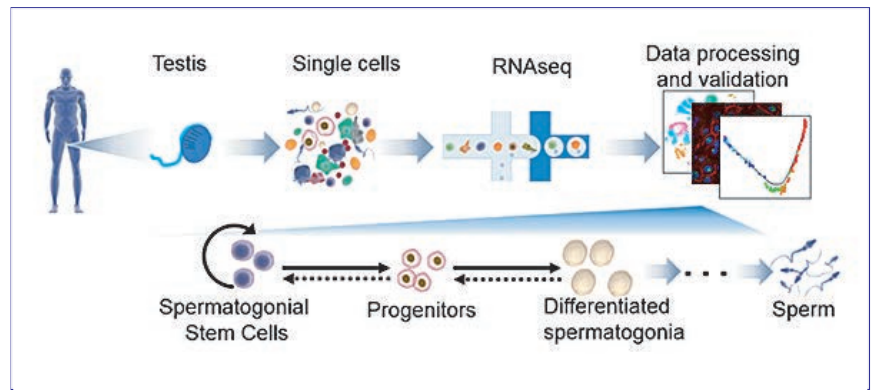 Testis
Single cells
RNAseq
Data processing
and validation
Spermatogonial
Stem Cells
Progenitors
Differentiated
spermatogonia
Sperm